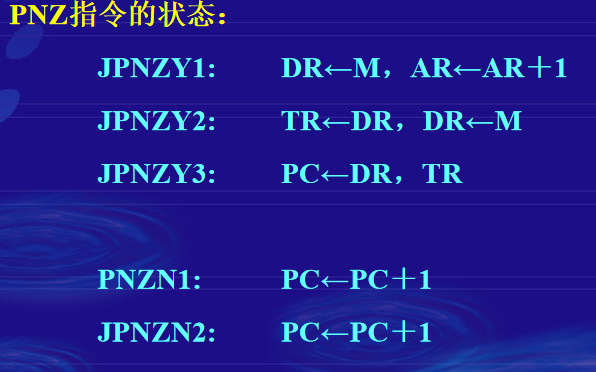 PNZ指令的状态：
JPNZY1: DR←M，AR←AR＋1
JPNZY2: TR←DR，DR←M
JPNZY3: PC←DR，TR
PNZN1: PC←PC＋1
JPNZN2: PC←PC＋1